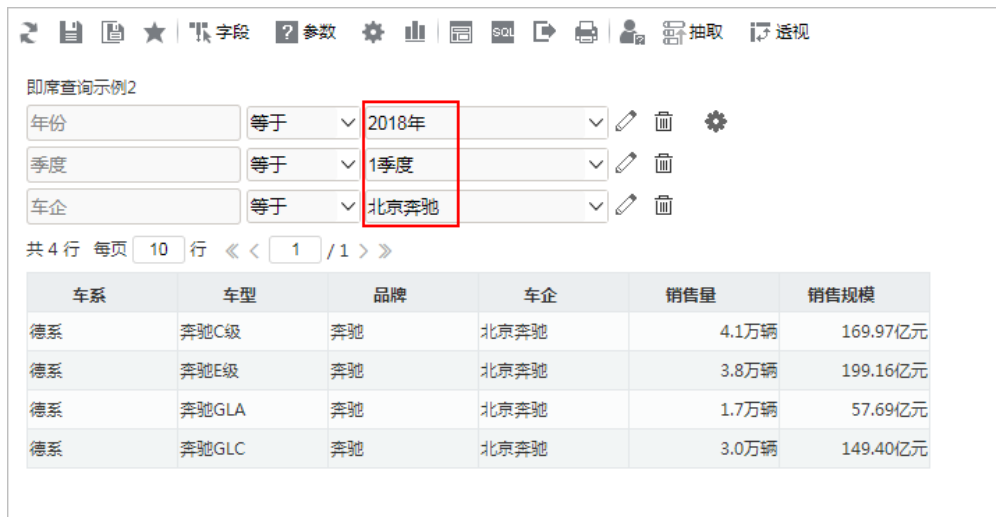 字段 ? 参数 SQL 抽取 透视
即席查询示例2
年份 等于 2018年
季度 等于 1季度
车企 等于 北京奔驰
共 4 行 每页 10 行 « < 1 / 1 > »
车系 车型 品牌 车企 销售量 销售规模
德系 奔驰C级 奔驰 北京奔驰 4.1万辆 169.97亿元
德系 奔驰E级 奔驰 北京奔驰 3.8万辆 199.16亿元
德系 奔驰GLA 奔驰 北京奔驰 1.7万辆 57.69亿元
德系 奔驰GLC 奔驰 北京奔驰 3.0万辆 149.40亿元